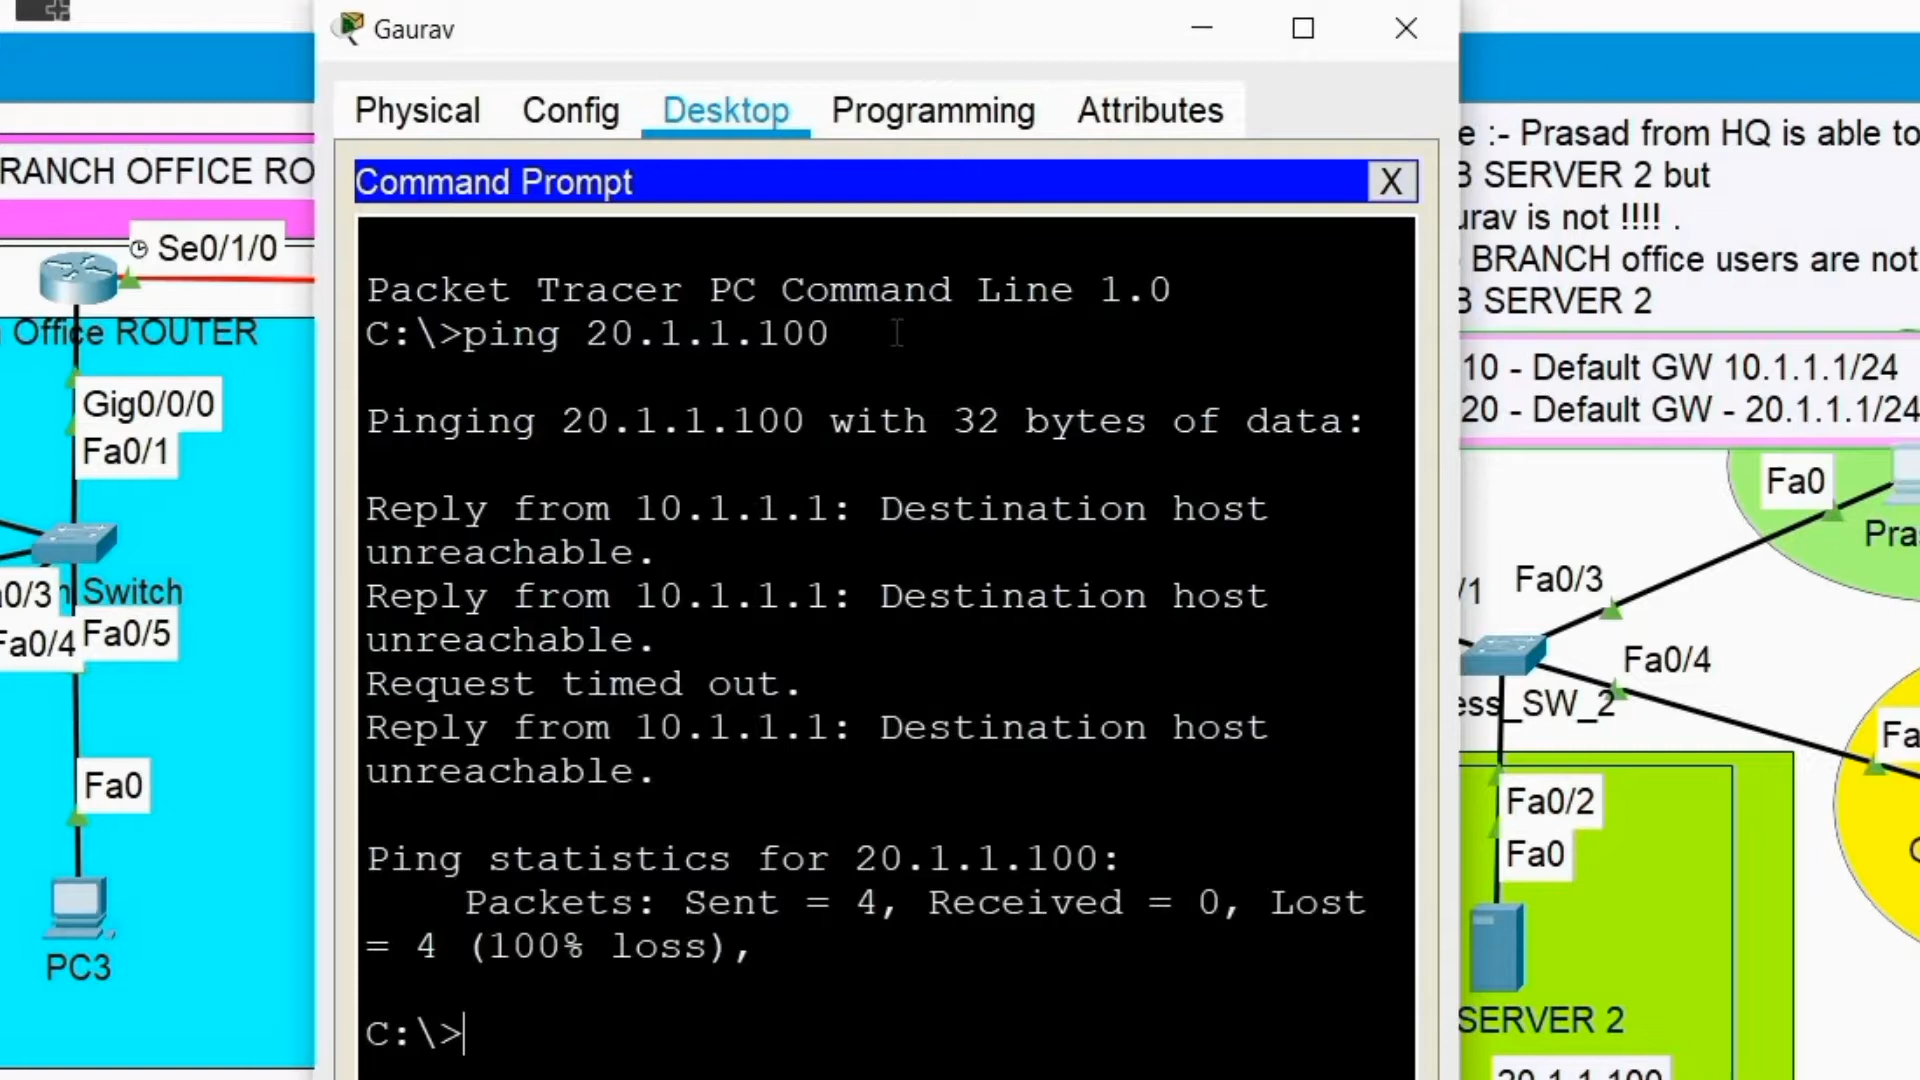 Gaurav
Physical Config Desktop Programming Attributes
Command Prompt
X
Packet Tracer PC Command Line 1.0
C:\>ping 20.1.1.100
Pinging 20.1.1.100 with 32 bytes of data:
Reply from 10.1.1.1: Destination host
unreachable.
Reply from 10.1.1.1: Destination host
unreachable.
Request timed out.
Reply from 10.1.1.1: Destination host
unreachable.
Ping statistics for 20.1.1.100:
Packets: Sent = 4, Received = 0, Lost
= 4 (100% loss),
C:\>
RANCH OFFICE RO
Se0/1/0
Office ROUTER
Gig0/0/0
Fa0/1
a0/3
Switch
Fa0/4
Fa0/5
Fa0
PC3
e :- Prasad from HQ is able to
SERVER 2 but
urav is not !!!! .
BRANCH office users are not
SERVER 2
10 - Default GW 10.1.1.1/24
20 - Default GW - 20.1.1.1/24
Fa0
Pra
/1
Fa0/3
Fa0/4
ess_SW_2
Fa
Fa0/2
Fa0
SERVER 2
20.1.1.100